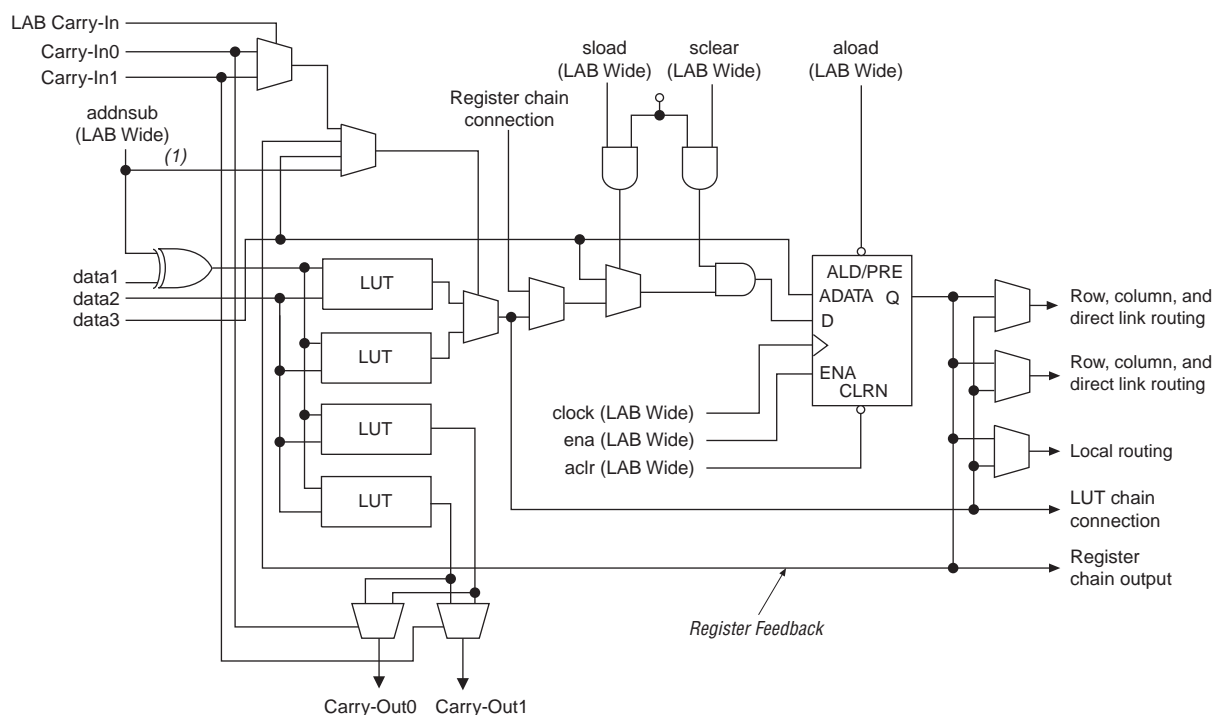 LAB Carry-In
Carry-In0
Carry-In1
addnsub
(LAB Wide)
(1)
Register chain
connection
sload
(LAB Wide)
sclear
(LAB Wide)
aload
(LAB Wide)
data1
data2
data3
LUT
LUT
LUT
LUT
ALD/PRE
ADATA
Q
D
ENA
CLRN
clock (LAB Wide)
ena (LAB Wide)
aclr (LAB Wide)
Row, column, and
direct link routing
Row, column, and
direct link routing
Local routing
LUT chain
connection
Register
chain output
Register Feedback
Carry-Out0
Carry-Out1